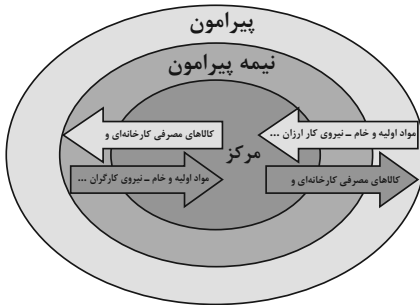 پیرامون
نیمه پیرامون
مواد اولیه و خام ـ نیروی کار ارزان ...
کالاهای مصرفی کارخانه‌ای و
مرکز
کالاهای مصرفی کارخانه‌ای و
مواد اولیه و خام ـ نیروی کارگران ...